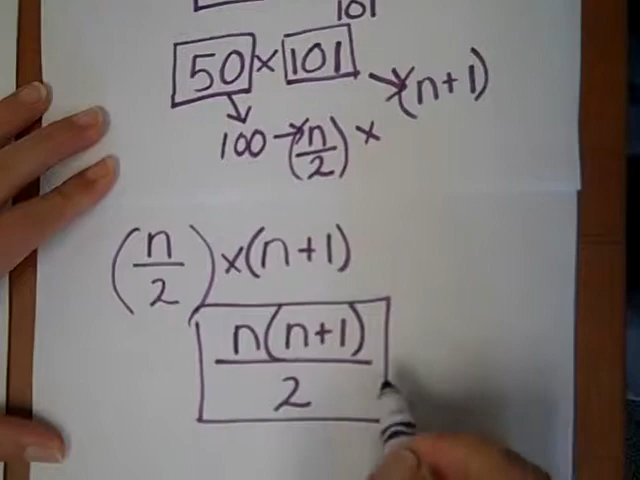 101
50 × 101
→ (n+1)
100 → (n/2) ×
(n/2) × (n+1)
n(n+1)
2